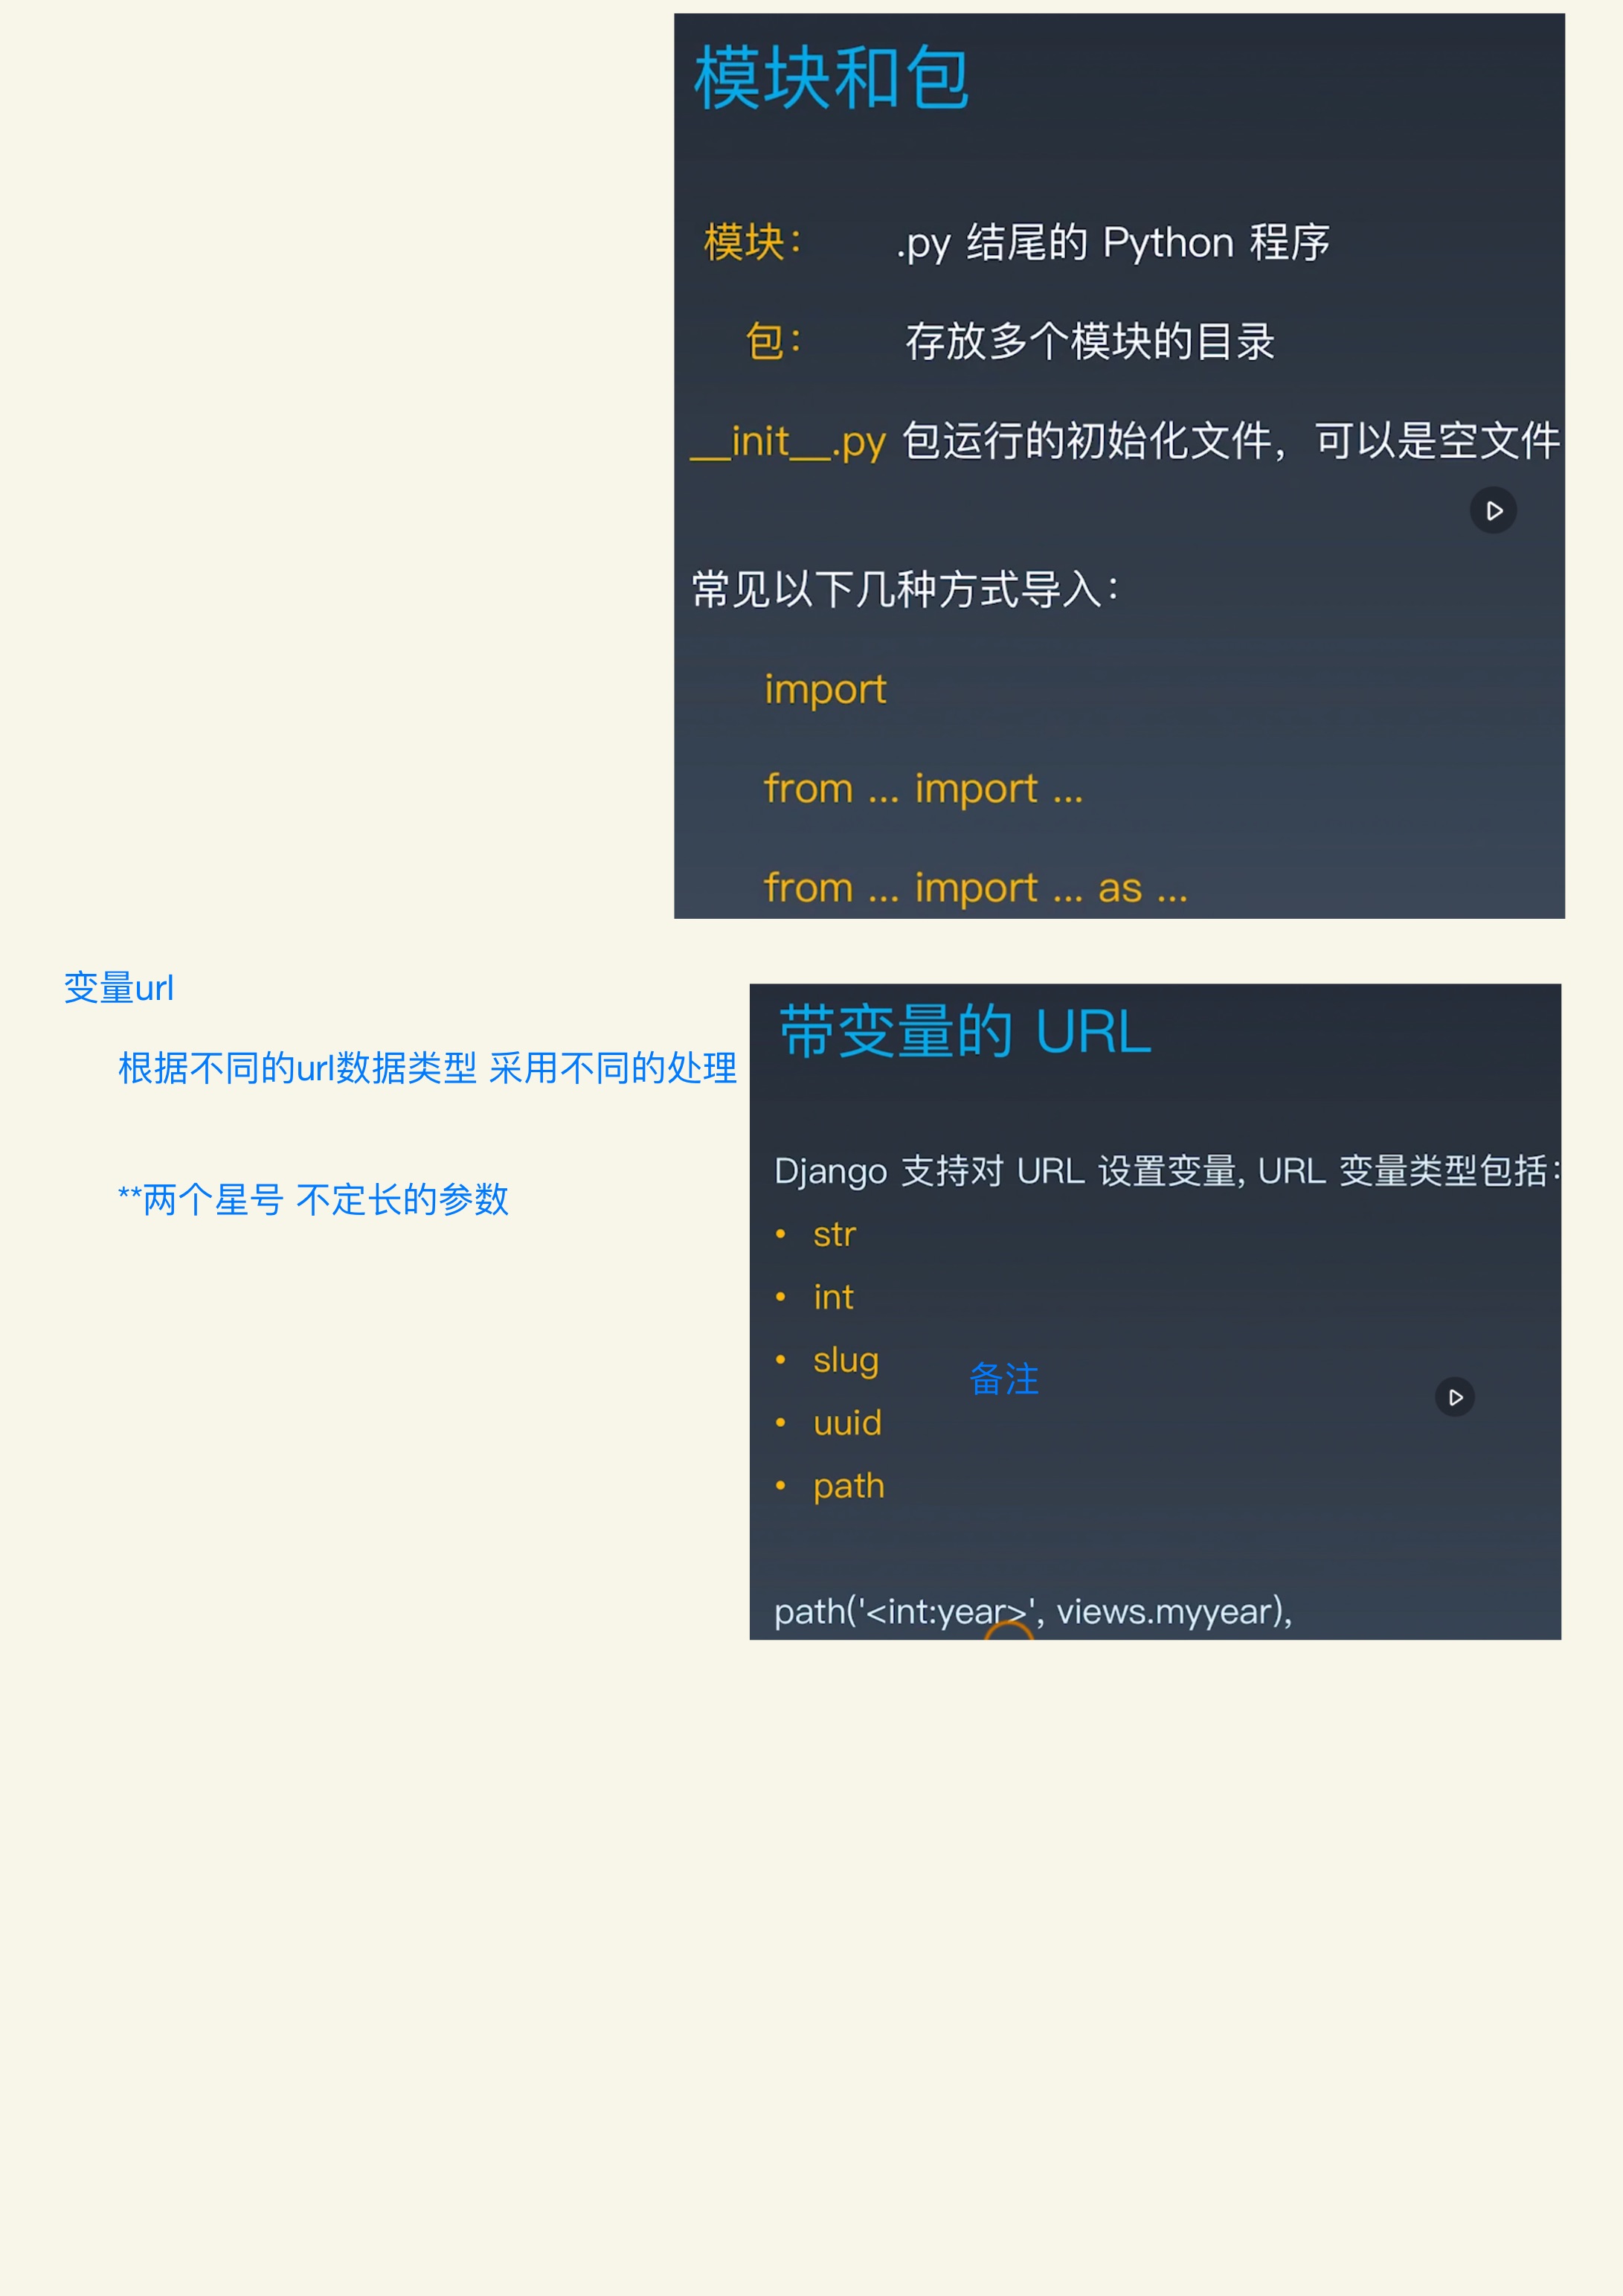 模块和包
模块： .py 结尾的 Python 程序
包： 存放多个模块的目录
__init__.py 包运行的初始化文件，可以是空文件
常见以下几种方式导入：
import
from ... import ...
from ... import ... as ...
变量url
根据不同的url数据类型 采用不同的处理
**两个星号 不定长的参数
带变量的 URL
Django 支持对 URL 设置变量, URL 变量类型包括：
• str
• int
• slug
备注
• uuid
• path
path('<int:year>', views.myyear),